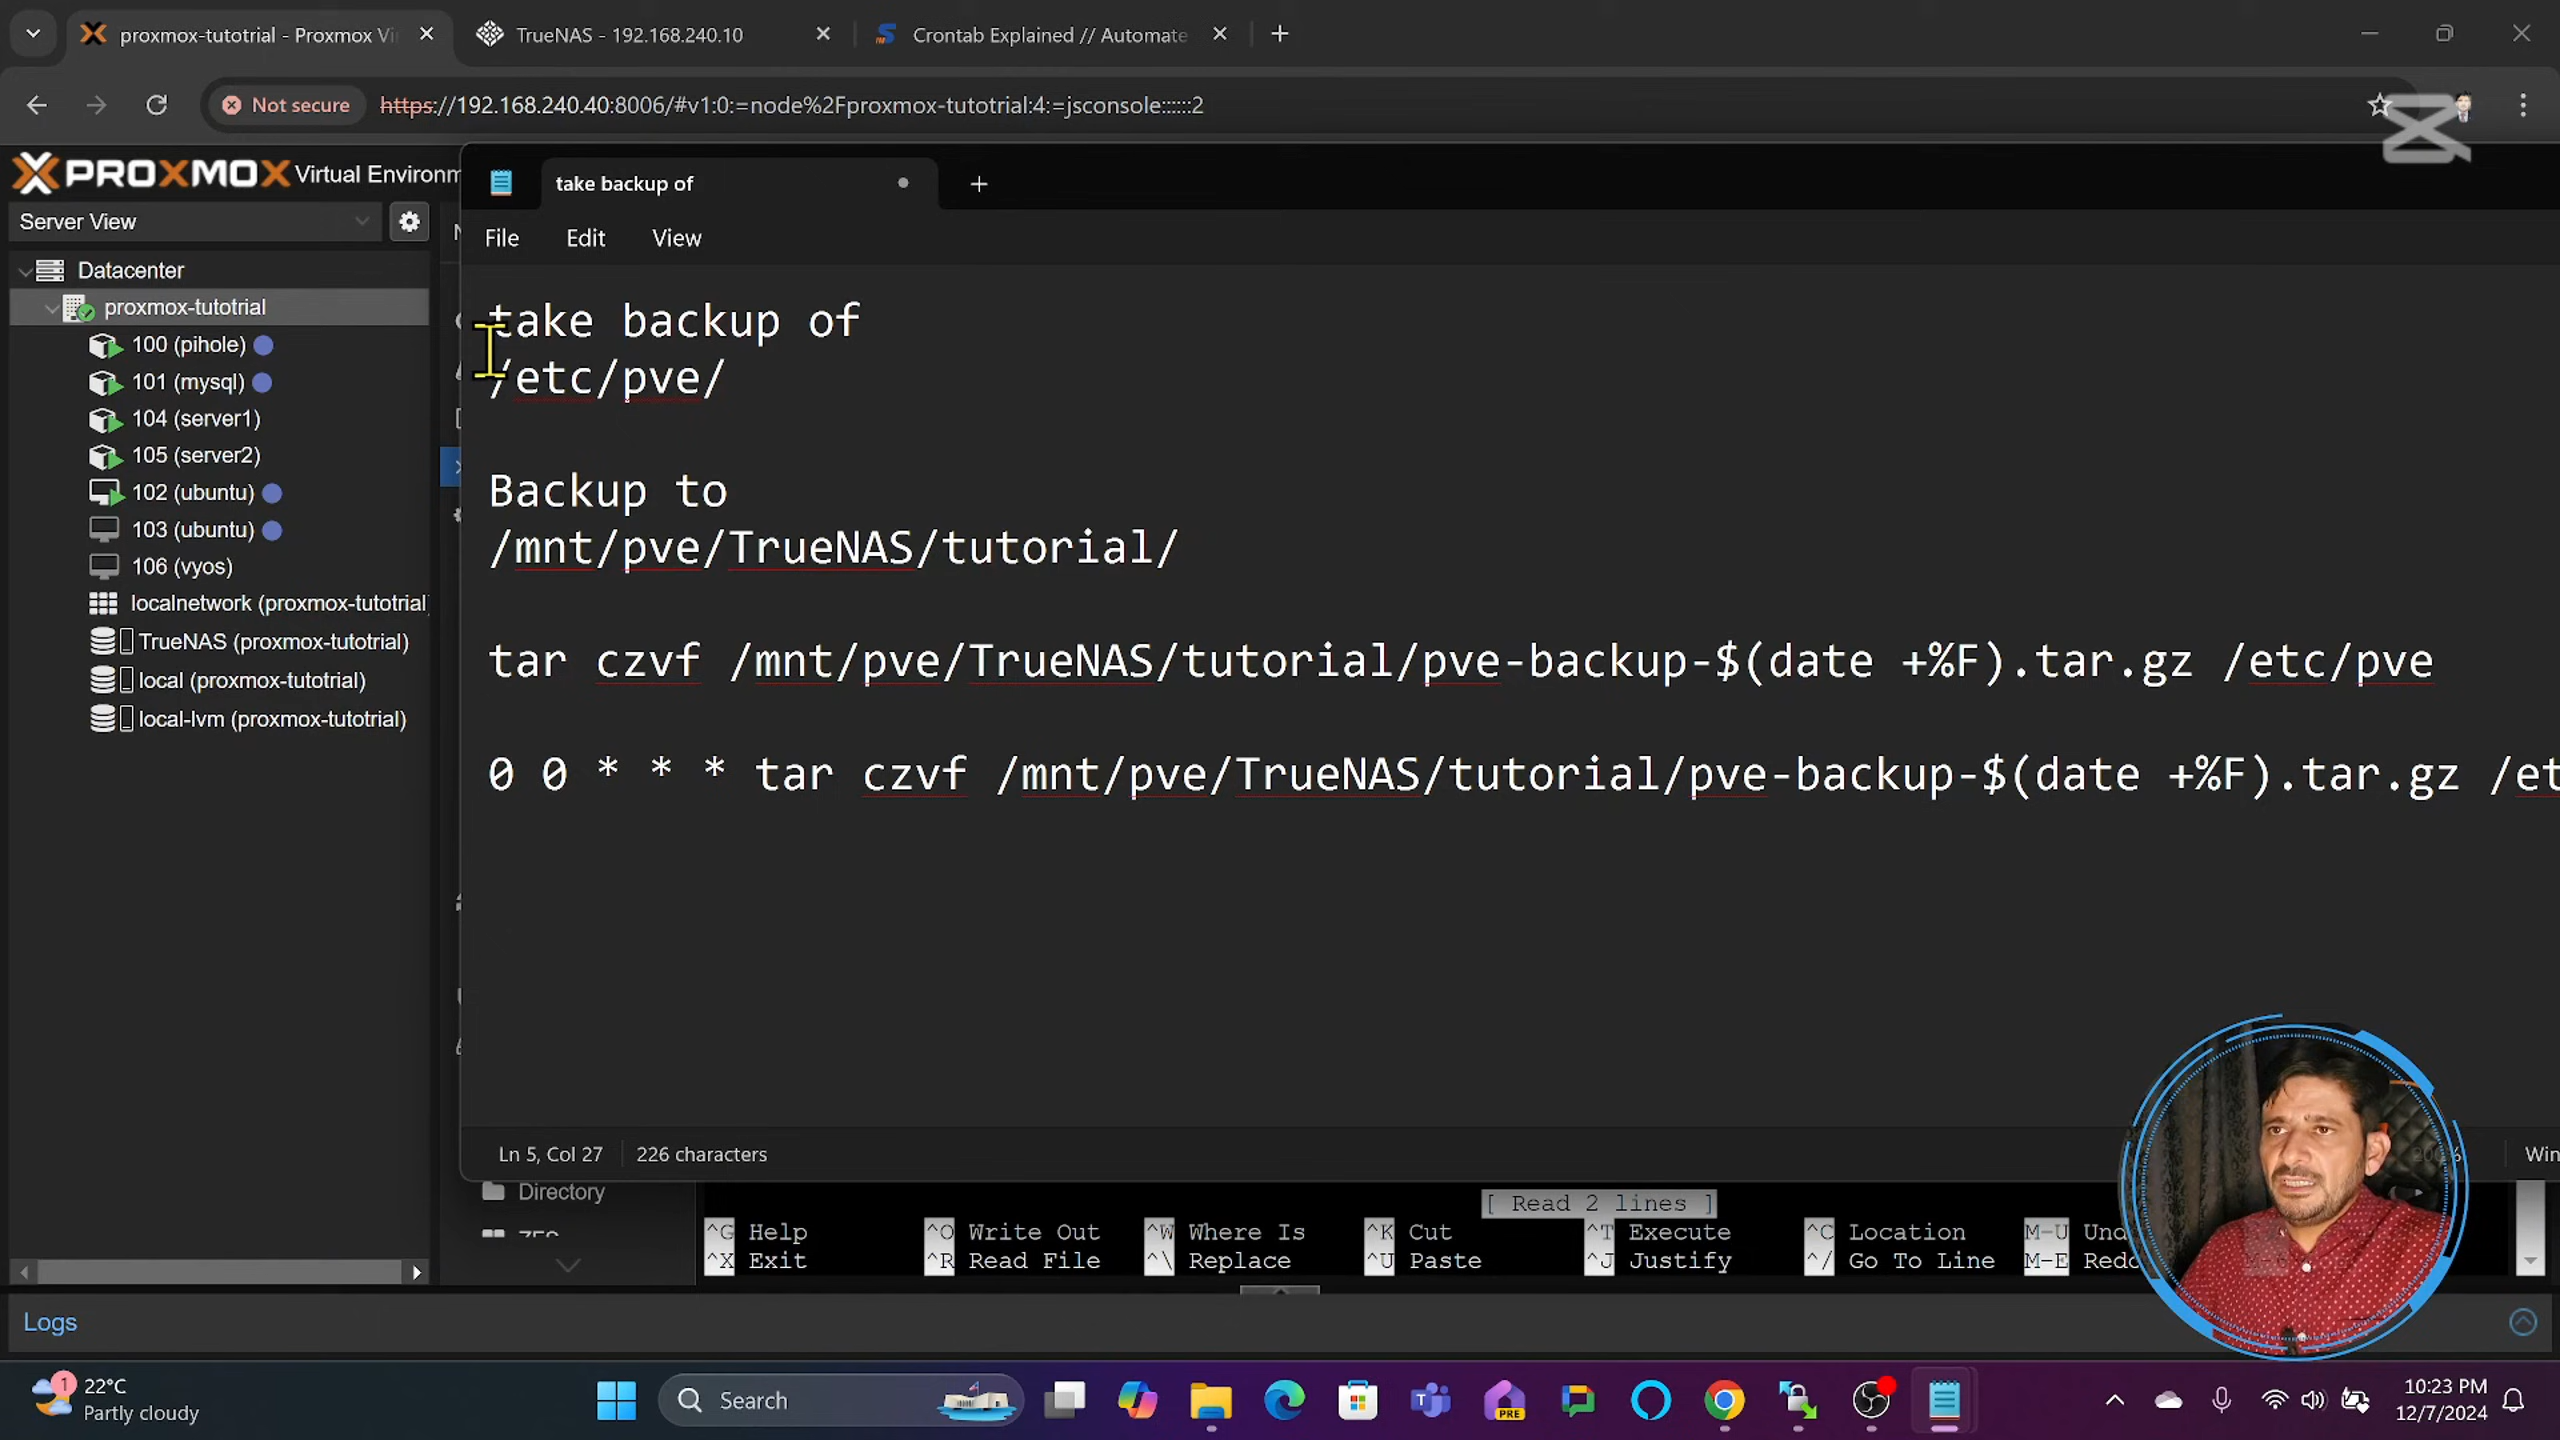 proxmox-tutotrial - Proxmox Vi
TrueNAS - 192.168.240.10
Crontab Explained // Automate
Not secure
https://192.168.240.40:8006/#v1:0:=node%2Fproxmox-tutotrial:4:=jsconsole::::::2
PROXMOX Virtual Environm
Server View
Datacenter
proxmox-tutotrial
100 (pihole)
101 (mysql)
104 (server1)
105 (server2)
102 (ubuntu)
103 (ubuntu)
106 (vyos)
localnetwork (proxmox-tutotrial)
TrueNAS (proxmox-tutotrial)
local (proxmox-tutotrial)
local-lvm (proxmox-tutotrial)
take backup of
File Edit View
take backup of
/etc/pve/
Backup to
/mnt/pve/TrueNAS/tutorial/
tar czvf /mnt/pve/TrueNAS/tutorial/pve-backup-$(date +%F).tar.gz /etc/pve
0 0 * * * tar czvf /mnt/pve/TrueNAS/tutorial/pve-backup-$(date +%F).tar.gz /et
Ln 5, Col 27 226 characters
Win
Directory
ZFS
[ Read 2 lines ]
^G Help ^O Write Out ^W Where Is ^K Cut ^T Execute ^C Location M-U Und
^X Exit ^R Read File ^\ Replace ^U Paste ^J Justify ^/ Go To Line M-E Redo
Logs
1
22°C
Partly cloudy
Search
PRE
10:23 PM
12/7/2024